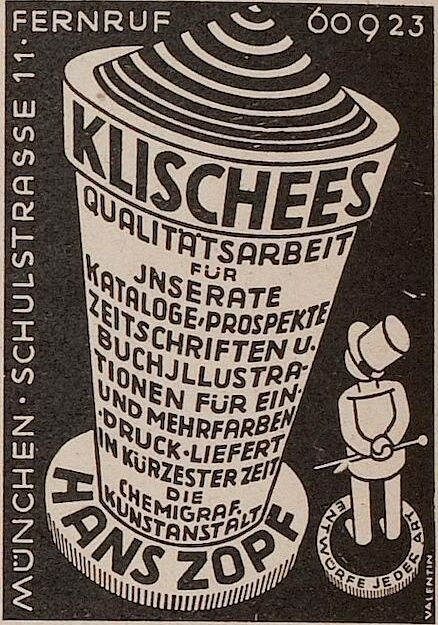 FERNRUF 60923
MÜNCHEN · SCHULSTRASSE 11 ·
KLISCHEES
QUALITÄTSARBEIT
FÜR
JNSERATE
KATALOGE, PROSPEKTE
ZEITSCHRIFTEN U.
BUCHJLLUSTRA-
TIONEN FÜR EIN-
UND MEHRFARBEN
·DRUCK · LIEFERT
IN KÜRZESTER ZEIT
DIE
CHEMIGRAF.
KUNSTANSTALT
HANS ZOPF
ENTWÜRFE JEDER ART
VALENTIN